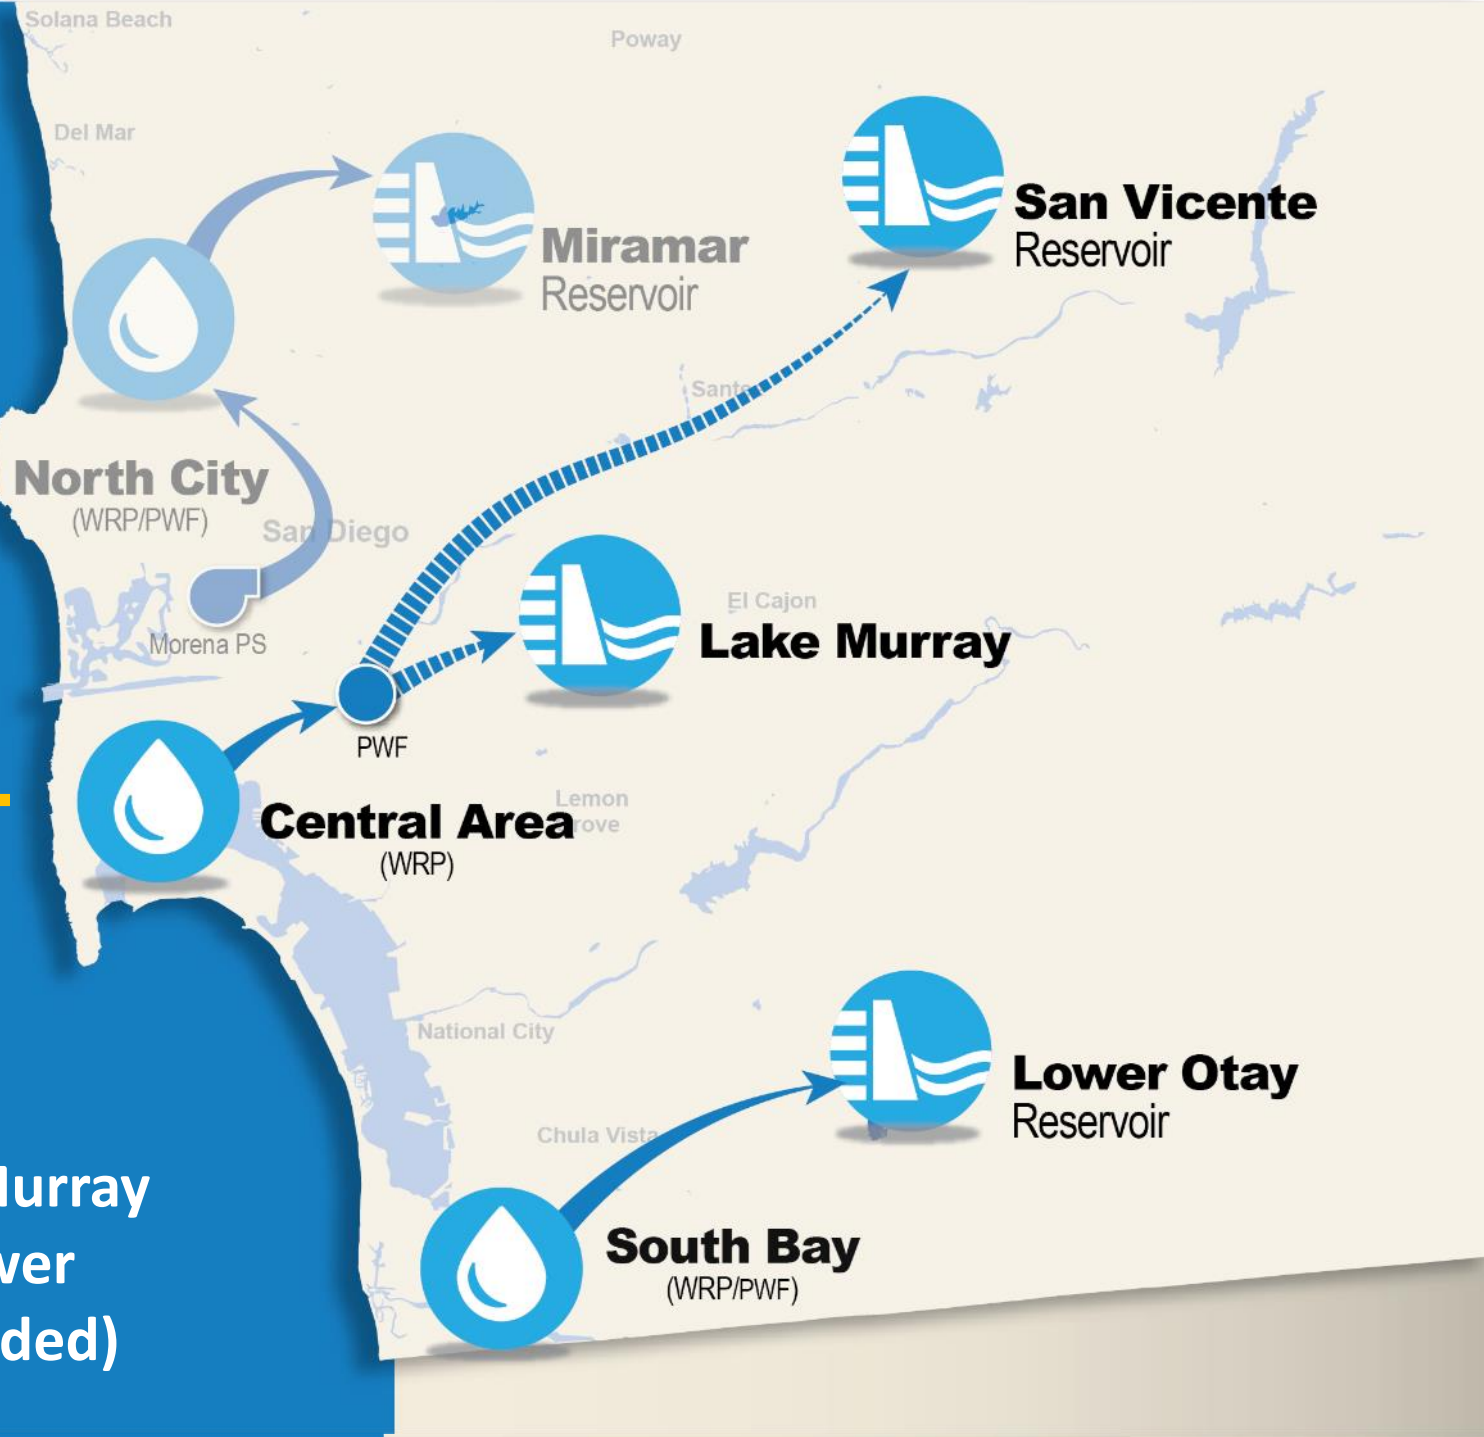 Solana Beach
Poway
Del Mar
San Vicente
Reservoir
Miramar
Reservoir
North City
(WRP/PWF)
San Diego
Morena PS
El Cajon
Lake Murray
PWF
Lemon
Central Area
(WRP)
National City
Lower Otay
Reservoir
Chula Vista
South Bay
(WRP/PWF)